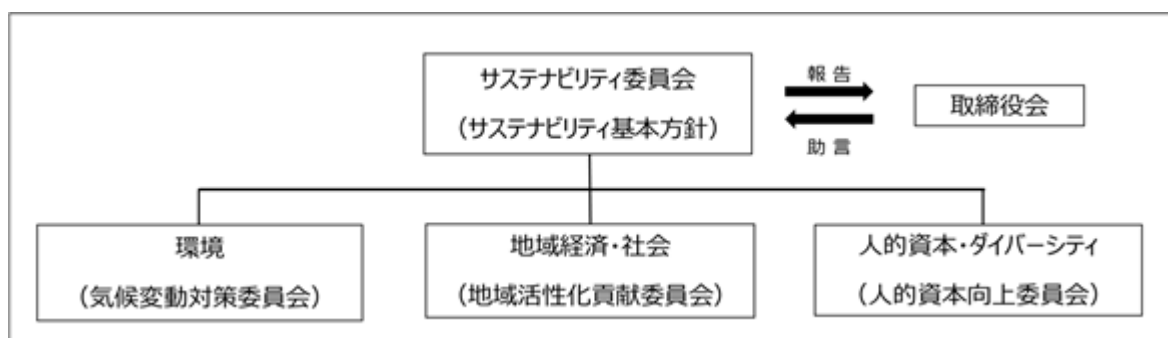 サステナビリティ委員会
（サステナビリティ基本方針）
報告
取締役会
助言
環境
（気候変動対策委員会）
地域経済・社会
（地域活性化貢献委員会）
人的資本・ダイバーシティ
（人的資本向上委員会）